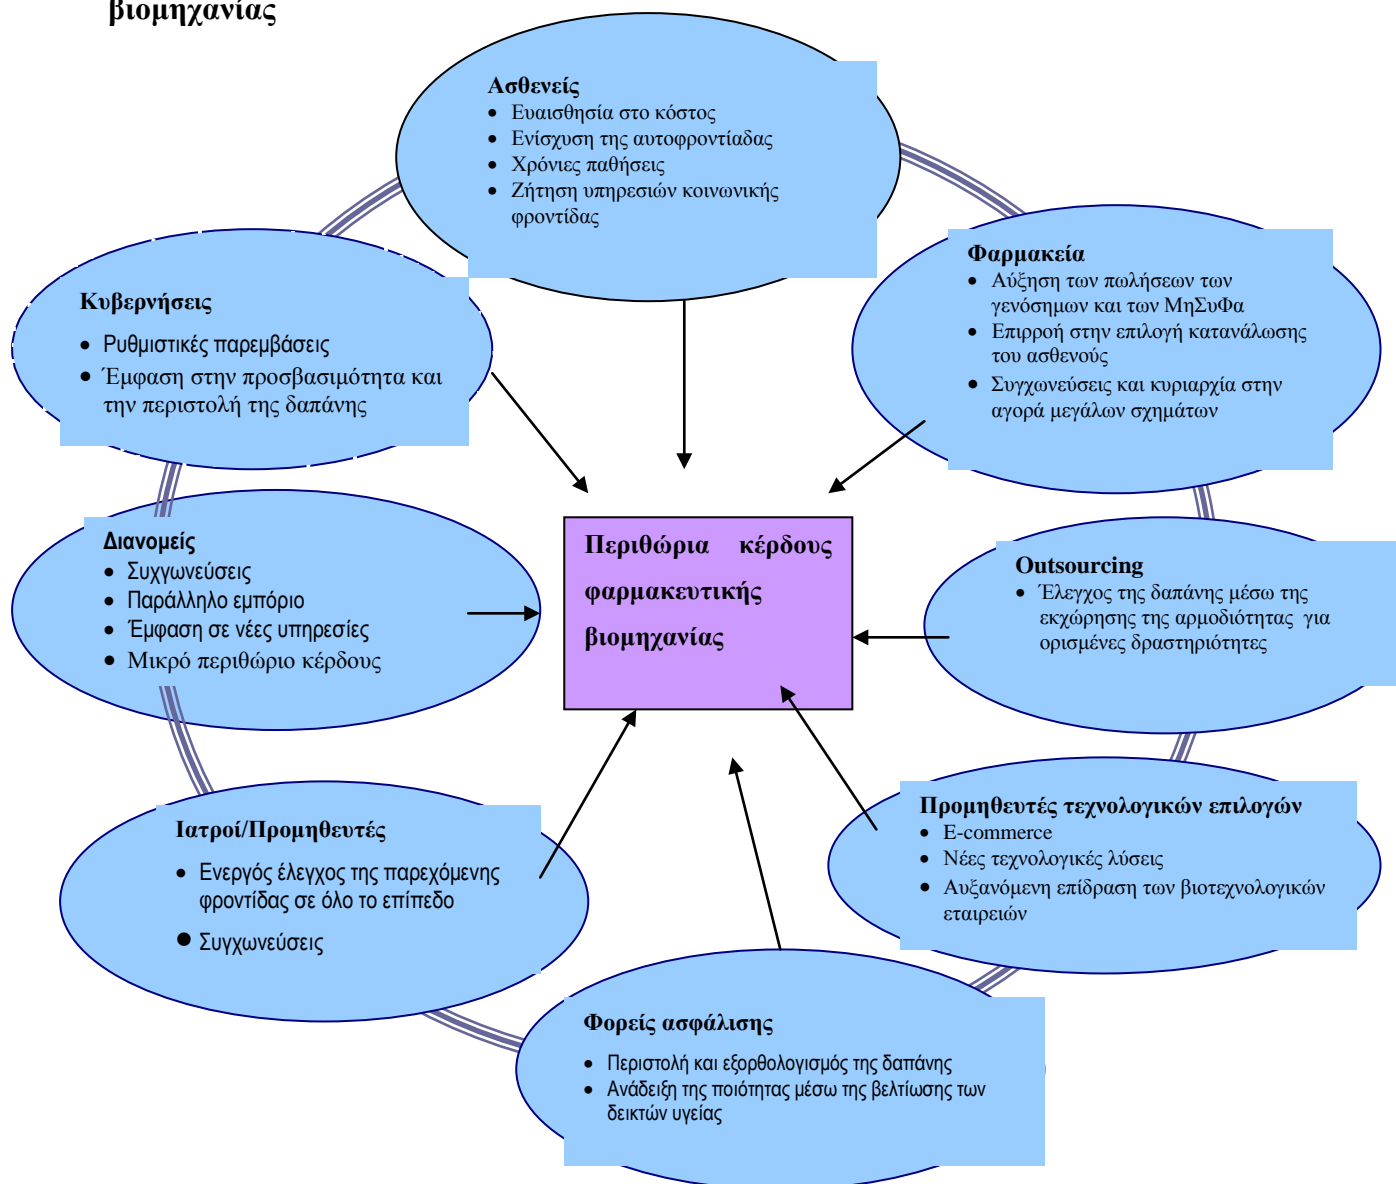 βιομηχανίας
Ασθενείς
• Ευαισθησία στο κόστος
• Ενίσχυση της αυτοφροντίαδας
• Χρόνιες παθήσεις
• Ζήτηση υπηρεσιών κοινωνικής
φροντίδας
Φαρμακεία
• Αύξηση των πωλήσεων των
γενόσημων και των ΜηΣυΦα
• Επιρροή στην επιλογή κατανάλωσης
του ασθενούς
• Συγχωνεύσεις και κυριαρχία στην
αγορά μεγάλων σχημάτων
Κυβερνήσεις
• Ρυθμιστικές παρεμβάσεις
• Έμφαση στην προσβασιμότητα και
την περιστολή της δαπάνης
Διανομείς
• Συχγωνεύσεις
• Παράλληλο εμπόριο
• Έμφαση σε νέες υπηρεσίες
• Μικρό περιθώριο κέρδους
Περιθώρια κέρδους
φαρμακευτικής
βιομηχανίας
Outsourcing
• Έλεγχος της δαπάνης μέσω της
εκχώρησης της αρμοδιότητας για
ορισμένες δραστηριότητες
Ιατροί/Προμηθευτές
• Ενεργός έλεγχος της παρεχόμενης
φροντίδας σε όλο το επίπεδο
• Συγχωνεύσεις
Προμηθευτές τεχνολογικών επιλογών
• E-commerce
• Νέες τεχνολογικές λύσεις
• Αυξανόμενη επίδραση των βιοτεχνολογικών
εταιρειών
Φορείς ασφάλισης
• Περιστολή και εξορθολογισμός της δαπάνης
• Ανάδειξη της ποιότητας μέσω της βελτίωσης των
δεικτών υγείας